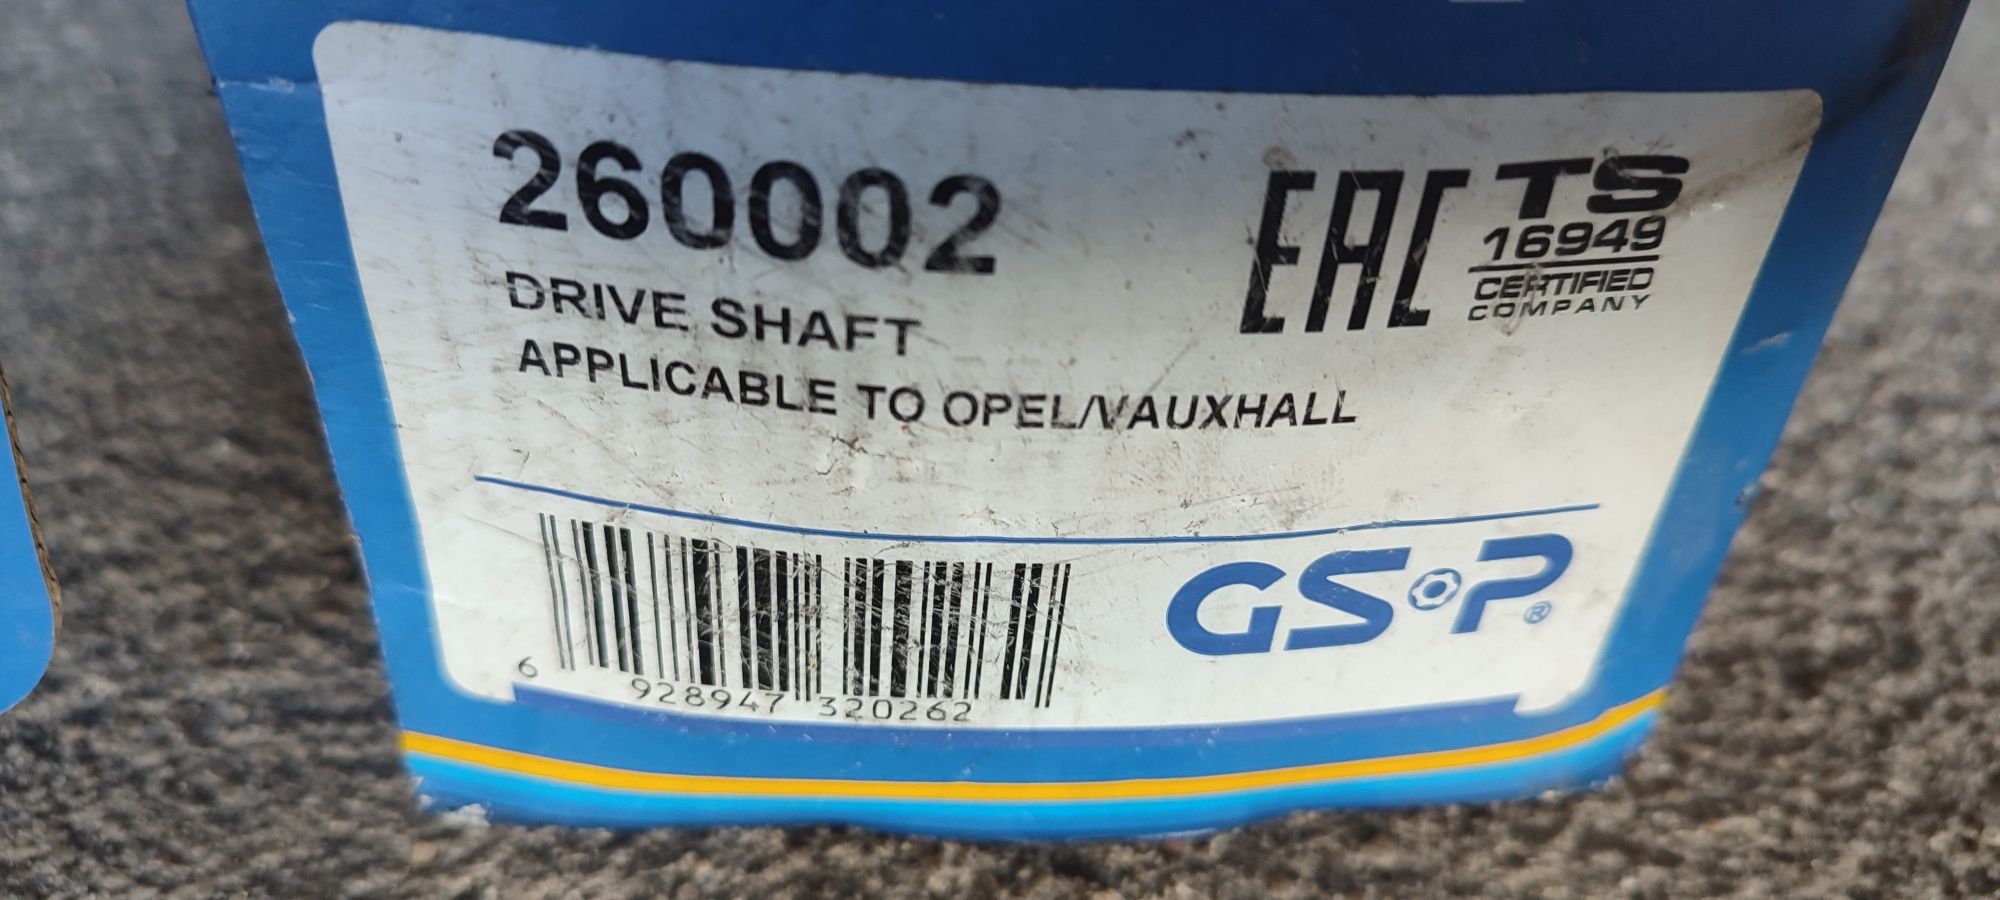 260002
DRIVE SHAFT
APPLICABLE TO OPEL/VAUXHALL
EAC
TS
16949
CERTIFIED
COMPANY
6 928947 320262
GSP®